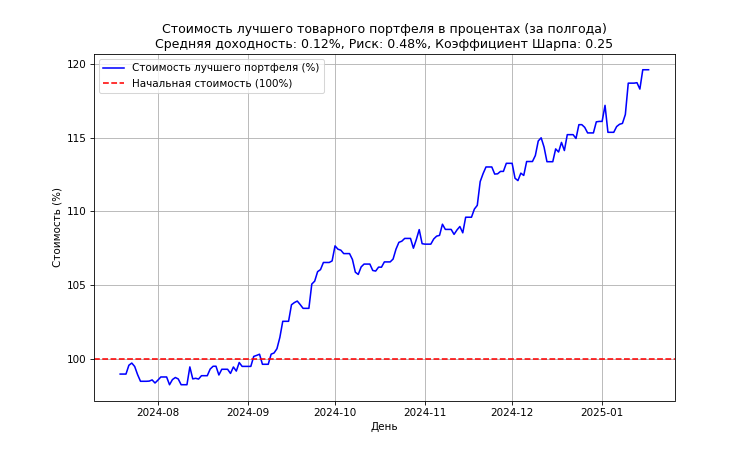 Стоимость лучшего товарного портфеля в процентах (за полгода)
Средняя доходность: 0.12%, Риск: 0.48%, Коэффициент Шарпа: 0.25
Стоимость лучшего портфеля (%)
Начальная стоимость (100%)
Стоимость (%)
120
115
110
105
100
2024-08 2024-09 2024-10 2024-11 2024-12 2025-01
День